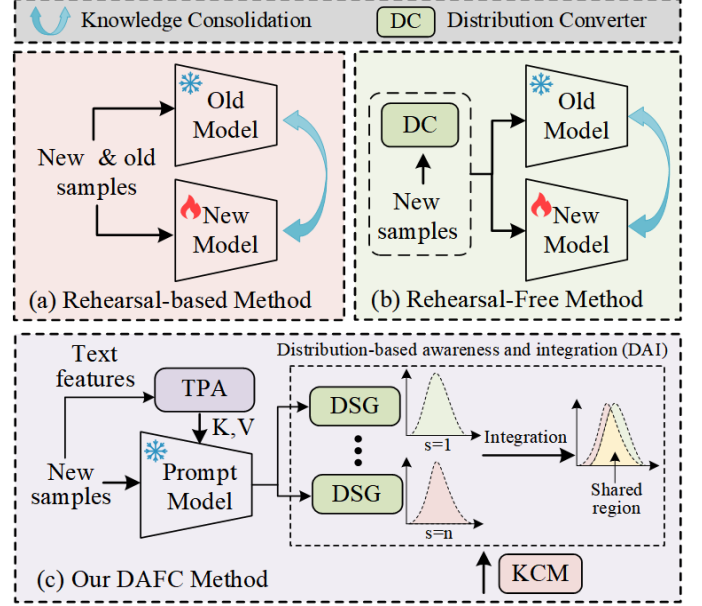 Knowledge Consolidation
DC
Distribution Converter
Old
Model
New & old
samples
New
Model
(a) Rehearsal-based Method
DC
New
samples
Old
Model
New
Model
(b) Rehearsal-Free Method
Text
features
TPA
K,V
New
samples
Prompt
Model
Distribution-based awareness and integration (DAI)
DSG
s=1
DSG
s=n
Integration
Shared
region
KCM
(c) Our DAFC Method